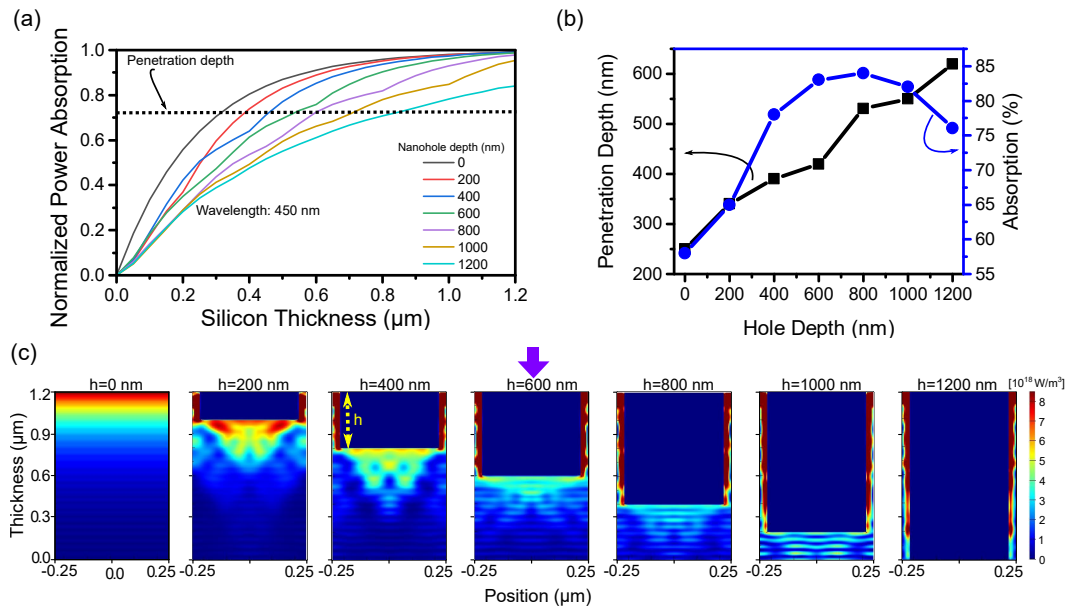 (a)
Normalized Power Absorption
1.0
0.8
0.6
0.4
0.2
0.0
Penetration depth
Nanohole depth (nm)
0
200
400
600
800
1000
1200
Wavelength: 450 nm
0.0 0.2 0.4 0.6 0.8 1.0 1.2
Silicon Thickness (µm)
(b)
Penetration Depth (nm)
600
550
400
350
300
250
200
85
80
75
70
65
60
55
Absorption (%)
0 200 400 600 800 1000 1200
Hole Depth (nm)
(c)
h=0 nm h=200 nm h=400 nm h=600 nm h=800 nm h=1000 nm h=1200 nm
[10¹⁸ W/m³]
Thickness (µm)
1.2
0.9
0.6
0.3
0.0
h
8
7
6
5
4
3
2
1
0
-0.25 0.0 0.25 -0.25 0.25 -0.25 0.25 -0.25 0.25 -0.25 0.25 -0.25 0.25 -0.25 0.25
Position (µm)